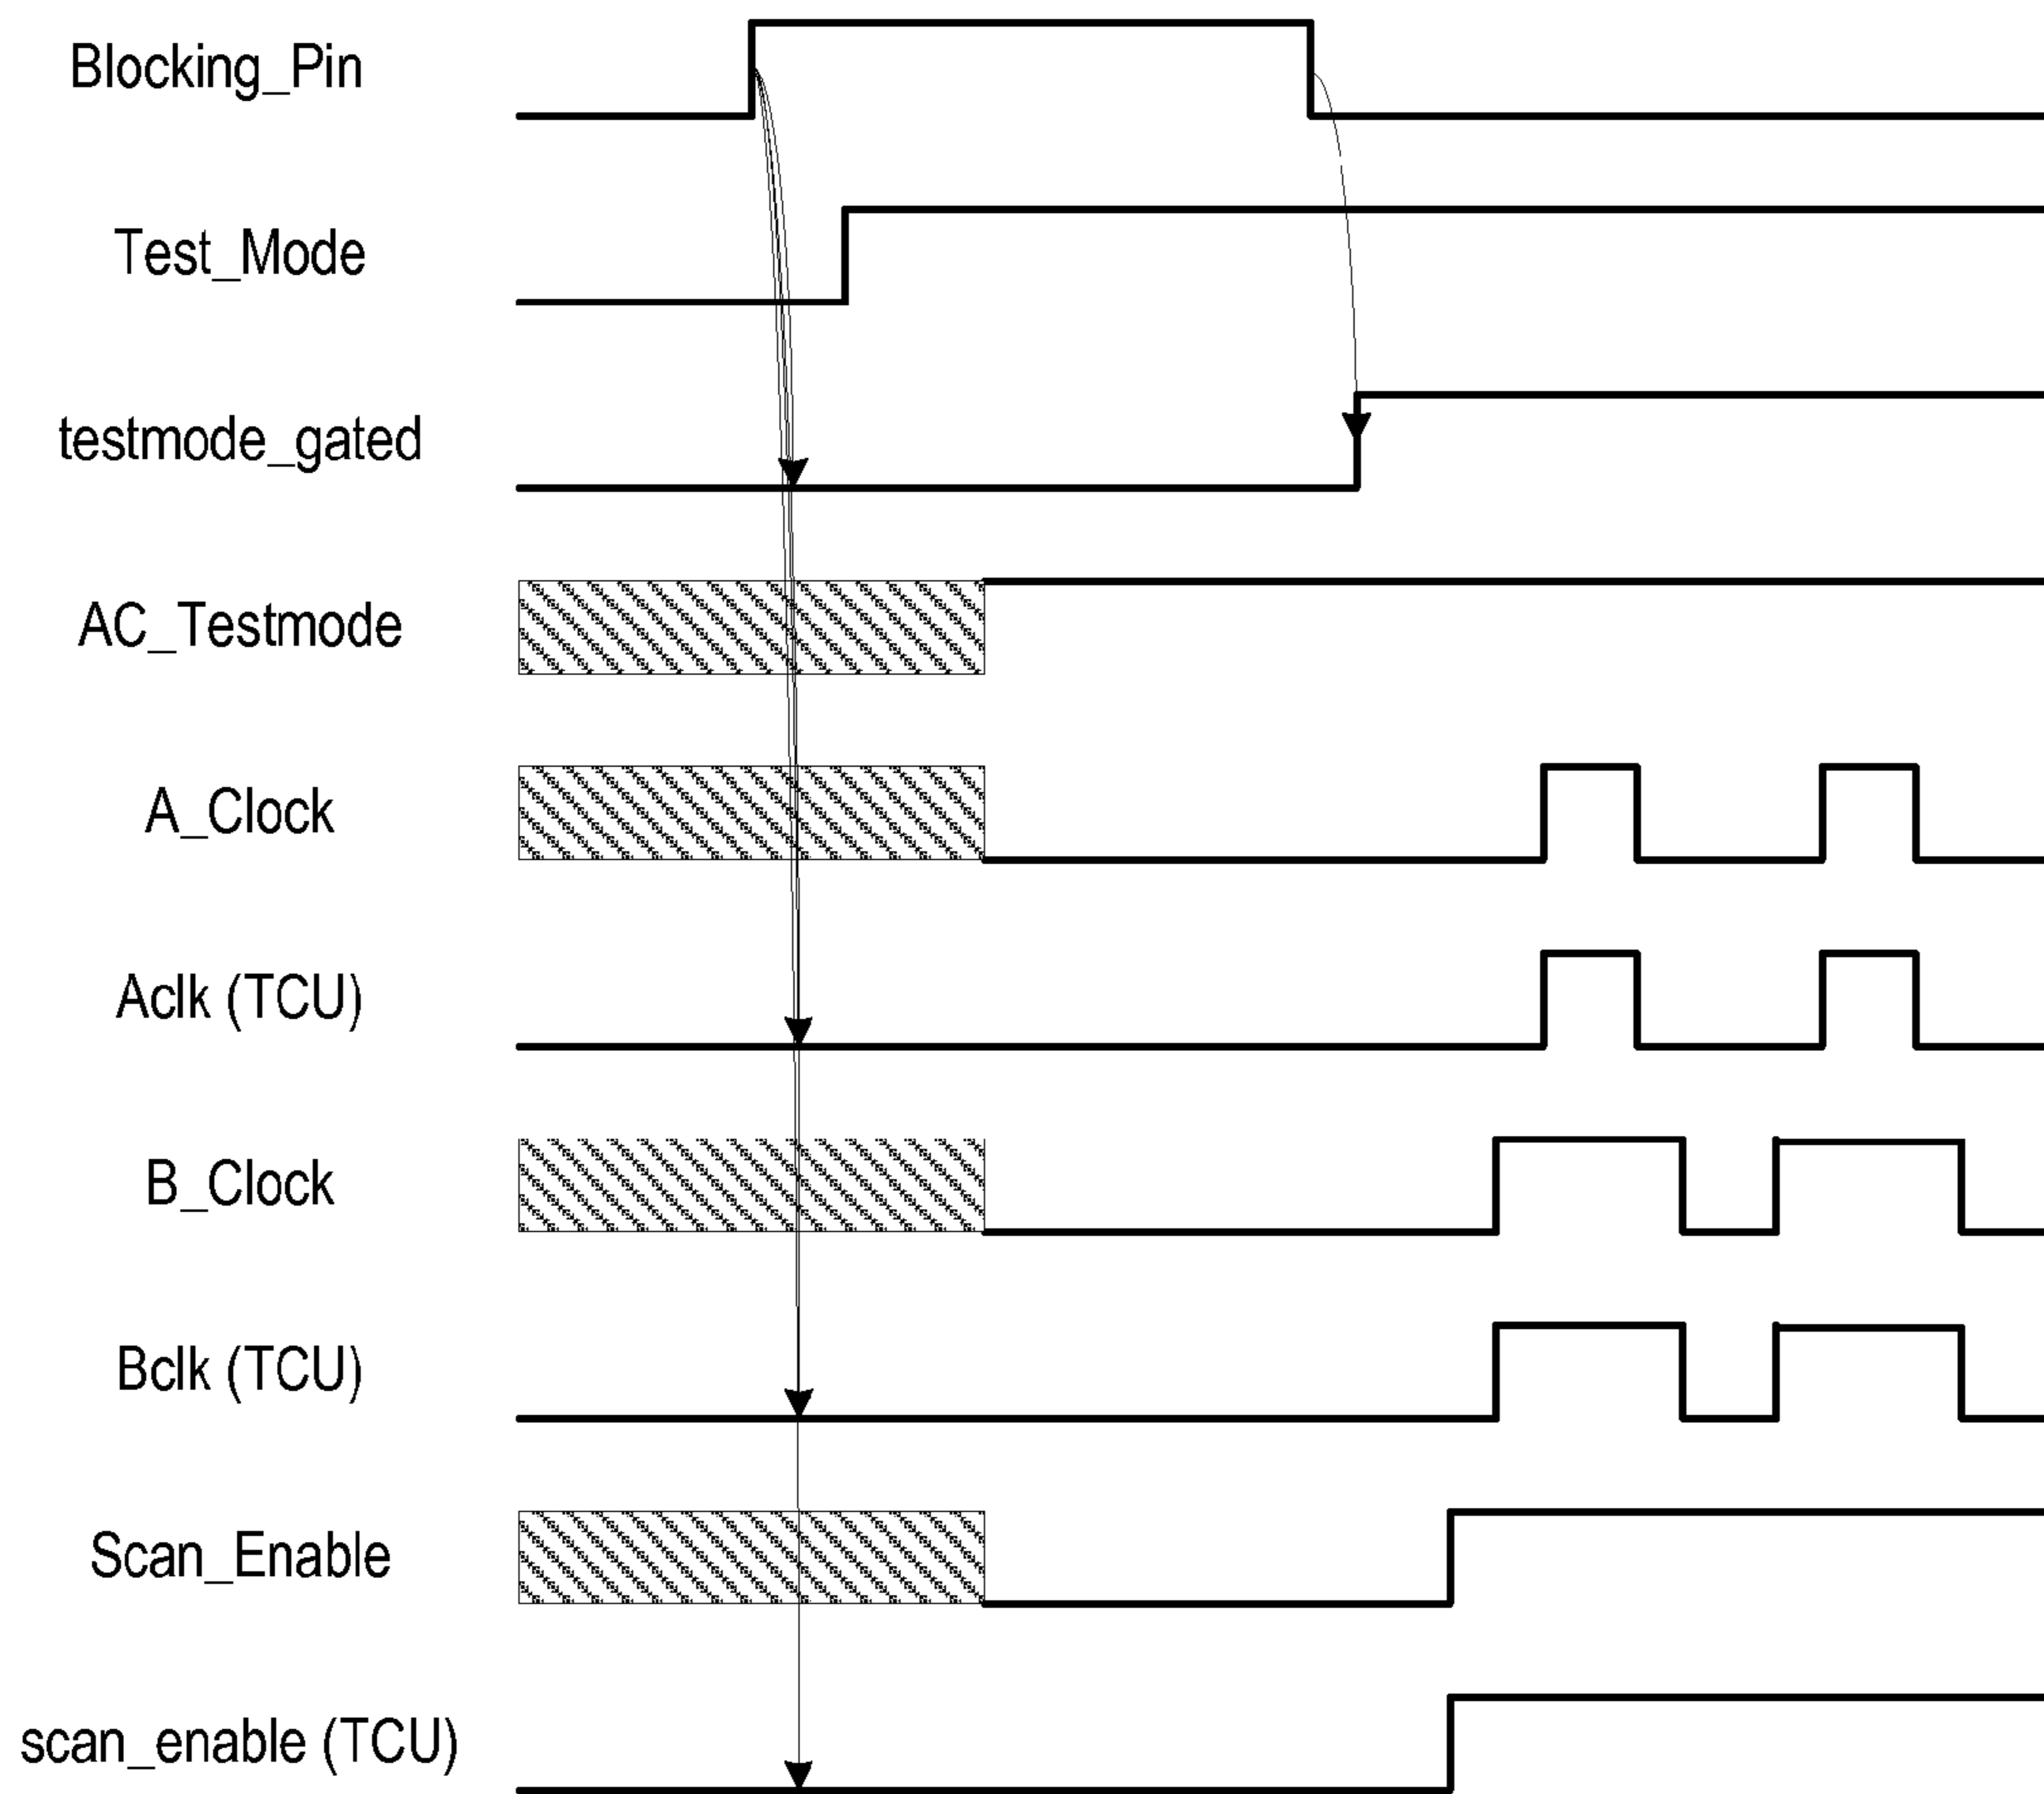 Blocking_Pin
Test_Mode
testmode_gated
AC_Testmode
A_Clock
Aclk (TCU)
B_Clock
Bclk (TCU)
Scan_Enable
scan_enable (TCU)